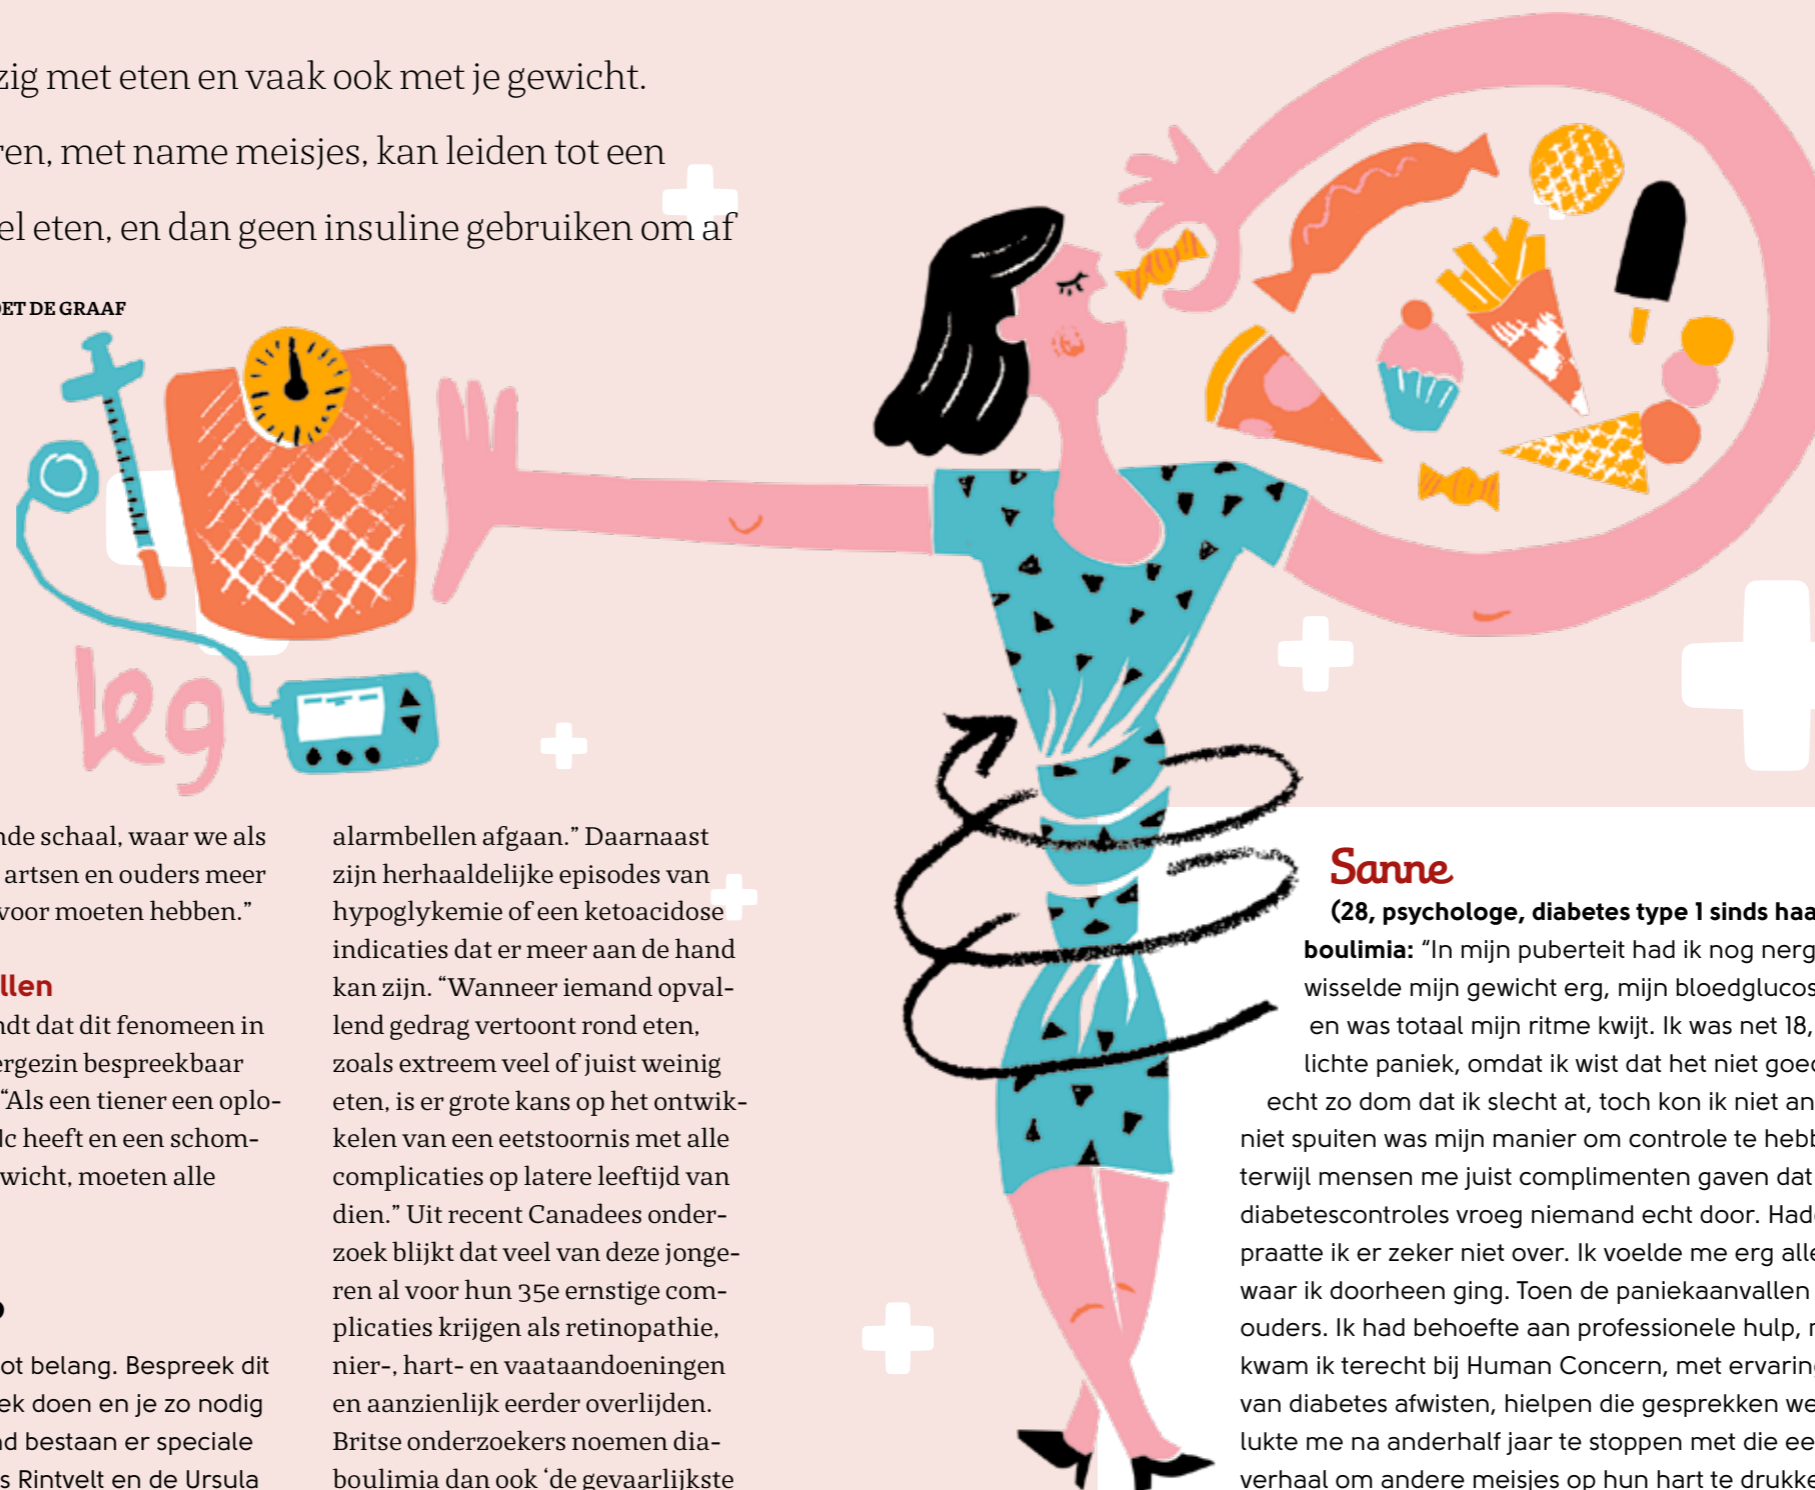 zig met eten en vaak ook met je gewicht.
ren, met name meisjes, kan leiden tot een
el eten, en dan geen insuline gebruiken om af
ET DE GRAAF
kg
nde schaal, waar we als
artsen en ouders meer
voor moeten hebben.”
llen
ndt dat dit fenomeen in
ergezin bespreekbaar
“Als een tiener een oplo-
1c heeft en een schom-
wicht, moeten alle
ot belang. Bespreek dit
ek doen en je zo nodig
nd bestaan er speciale
s Rintvelt en de Ursula
alarmbellen afgaan.” Daarnaast
zijn herhaaldelijke episodes van
hypoglykemie of een ketoacidose
indicaties dat er meer aan de hand
kan zijn. “Wanneer iemand opval-
lend gedrag vertoont rond eten,
zoals extreem veel of juist weinig
eten, is er grote kans op het ontwik-
kelen van een eetstoornis met alle
complicaties op latere leeftijd van
dien.” Uit recent Canadees onder-
zoek blijkt dat veel van deze jonge-
ren al voor hun 35e ernstige com-
plicaties krijgen als retinopathie,
nier-, hart- en vaataandoeningen
en aanzienlijk eerder overlijden.
Britse onderzoekers noemen dia-
boulimia dan ook ‘de gevaarlijkste
Sanne
(28, psychologe, diabetes type 1 sinds haa
boulimia: “In mijn puberteit had ik nog nerg
wisselde mijn gewicht erg, mijn bloedglucos
en was totaal mijn ritme kwijt. Ik was net 18,
lichte paniek, omdat ik wist dat het niet goed
echt zo dom dat ik slecht at, toch kon ik niet an
niet spuiten was mijn manier om controle te hebb
terwijl mensen me juist complimenten gaven dat
diabetescontroles vroeg niemand echt door. Hade
praatte ik er zeker niet over. Ik voelde me erg alle
waar ik doorheen ging. Toen de paniekaanvallen
ouders. Ik had behoefte aan professionele hulp,
kwam ik terecht bij Human Concern, met ervaring
van diabetes afwisten, hielpen die gesprekken we
lukte me na anderhalf jaar te stoppen met die ee
verhaal om andere meisjes op hun hart te drukke